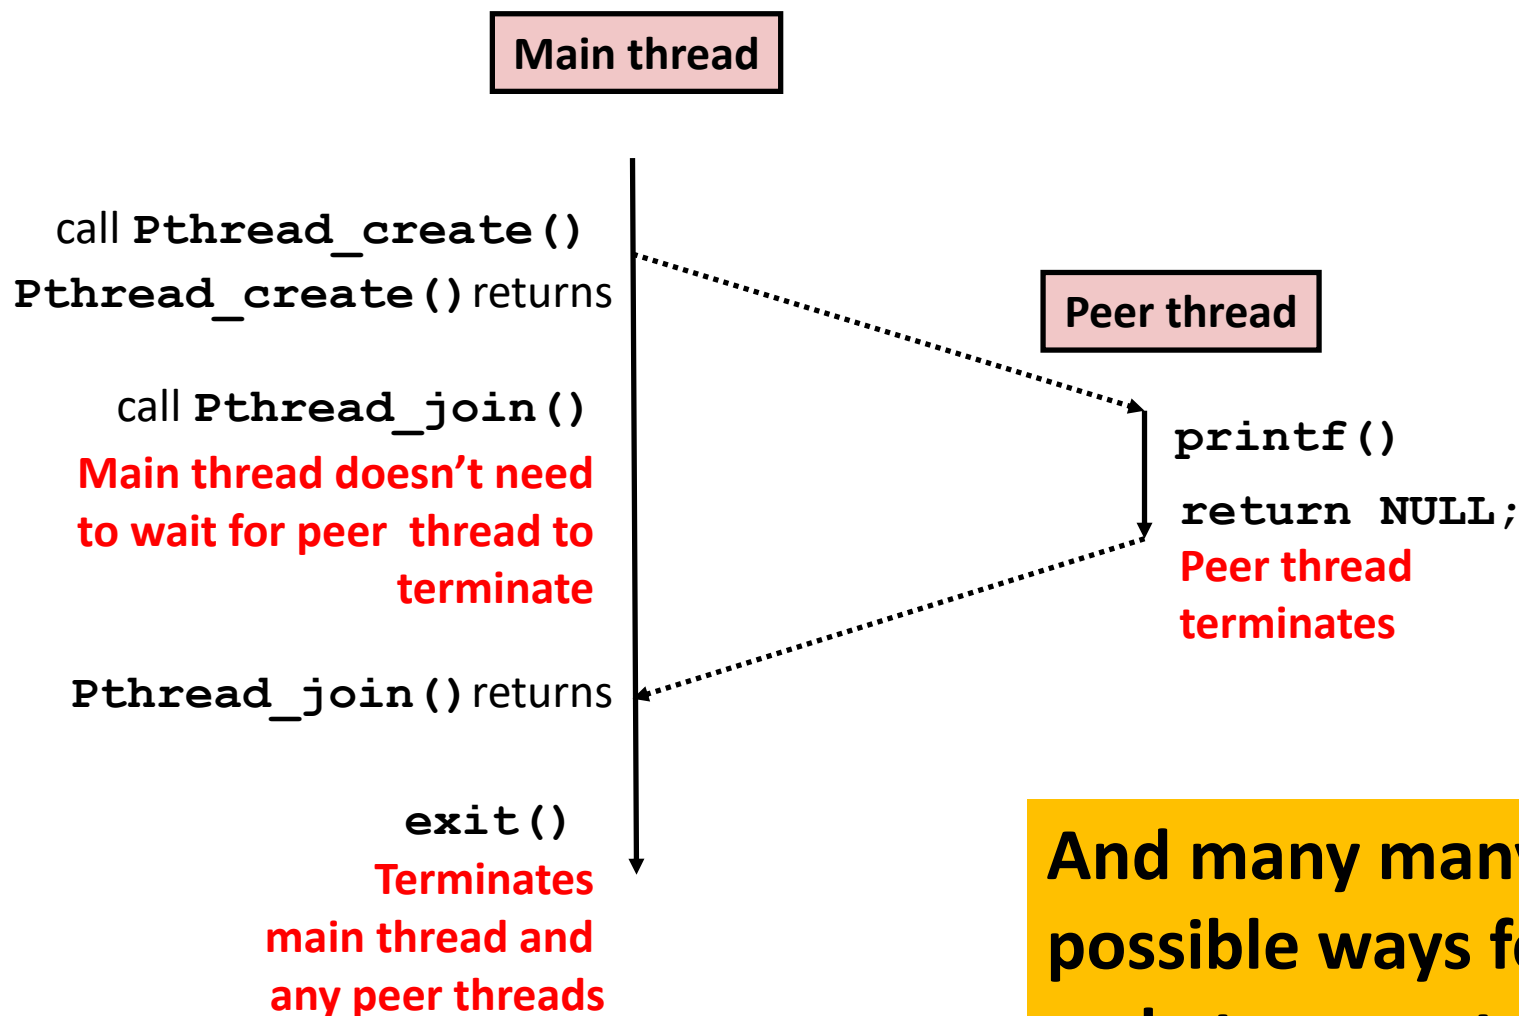 Main thread
call Pthread_create()
Pthread_create() returns
Peer thread
call Pthread_join()
Main thread doesn’t need
to wait for peer  thread to
terminate
printf()
return NULL;
Peer thread
terminates
Pthread_join() returns
exit()
Terminates
main thread and
any peer threads
And many many
possible ways